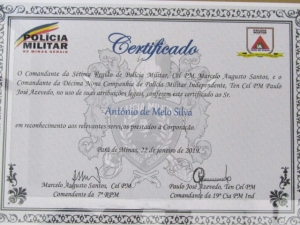 POLÍCIA
MILITAR
DE MINAS GERAIS
Certificado
O Comandante da Sétima Região da Polícia Militar, Cel PM Marcelo Augusto Santos, e o
Comandante da Décima Nona Companhia de Polícia Militar Independente, Ten Cel PM Paulo
José Azevedo, no uso de suas atribuições legais, conferem este certificado ao Sr.
Antônio de Melo Silva
em reconhecimento aos relevantes serviços prestados à Corporação.
Pará de Minas, 22 de janeiro de 2019.
Marcelo Augusto Santos, Cel PM
Comandante da 7ª RPM
Paulo José Azevedo, Ten Cel PM
Comandante da 19ª Cia PM Ind